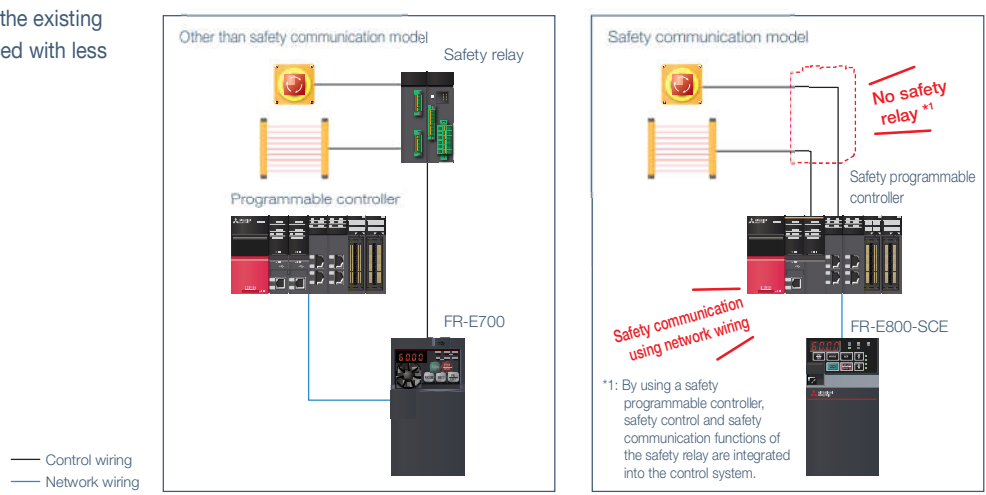 the existing
ed with less
Other than safety communication model
Safety relay
Programmable controller
FR-E700
60.00
Control wiring
Network wiring
Safety communication model
No safety
relay *1
Safety programmable
controller
Safety communication
using network wiring
FR-E800-SCE
*1: By using a safety
programmable controller,
safety control and safety
communication functions of
the safety relay are integrated
into the control system.